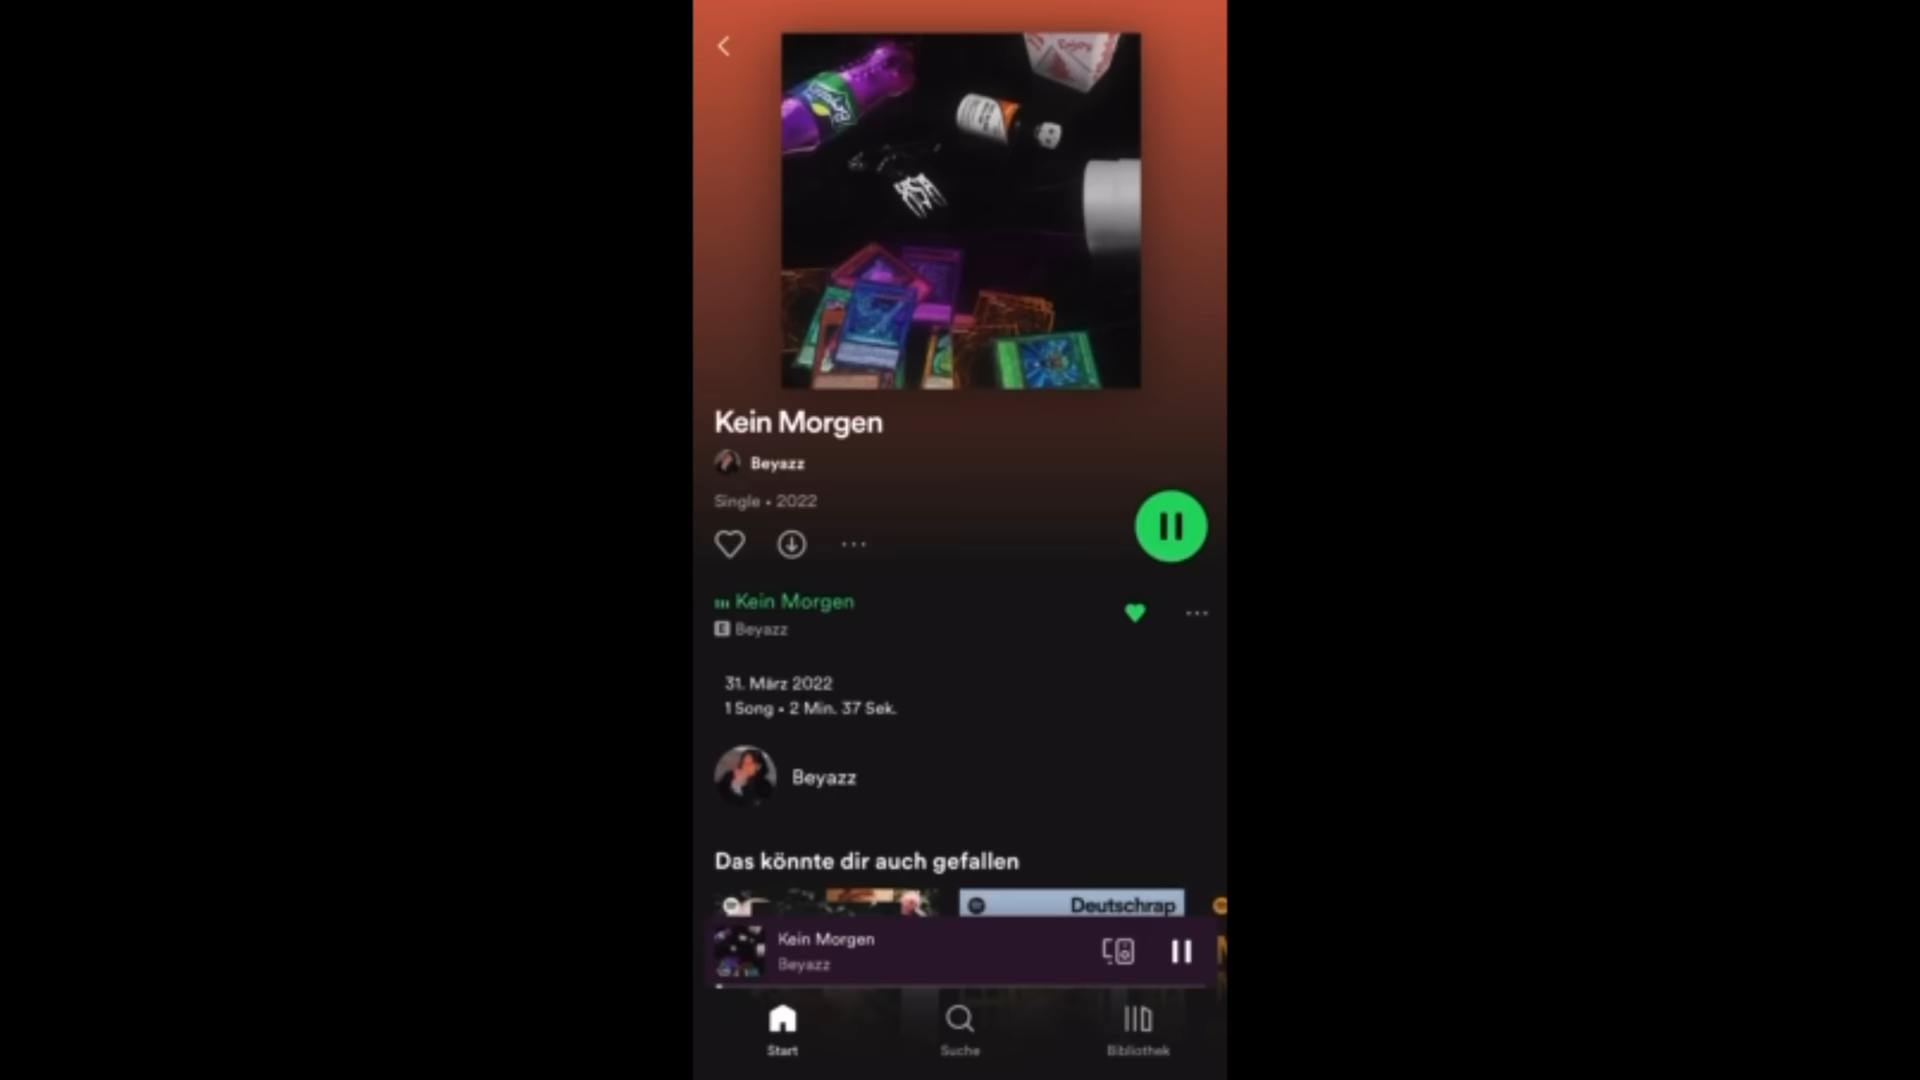 Enjoy
Kein Morgen
Beyazz
Single • 2022
Kein Morgen
E Beyazz
31. März 2022
1 Song • 2 Min. 37 Sek.
Beyazz
Das könnte dir auch gefallen
Deutschrap
Kein Morgen
Beyazz
Start
Suche
Bibliothek